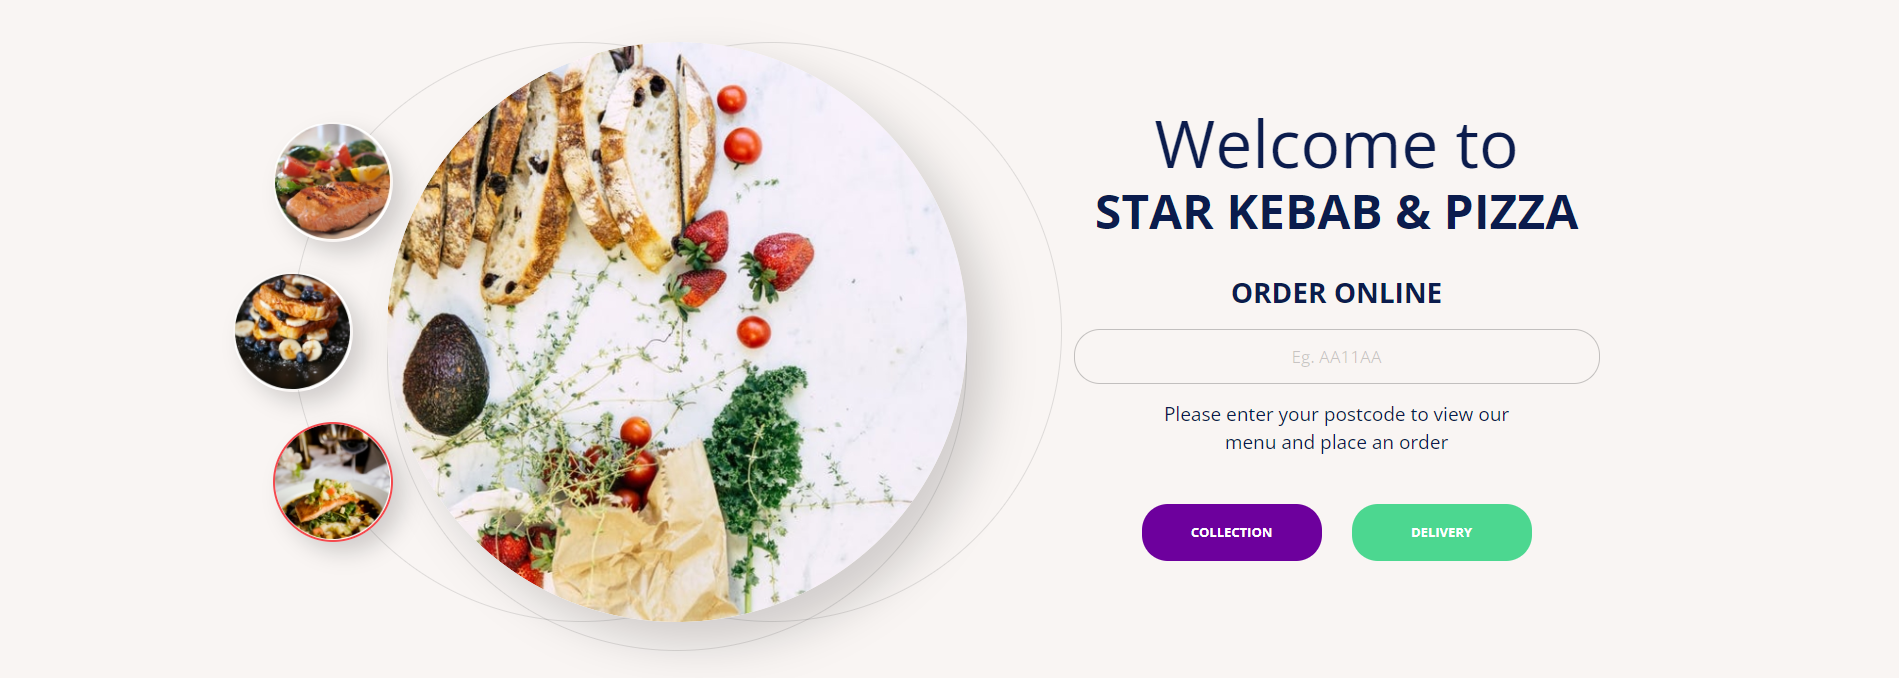 Welcome to
STAR KEBAB & PIZZA
ORDER ONLINE
Eg. AA11AA
Please enter your postcode to view our
menu and place an order
COLLECTION
DELIVERY